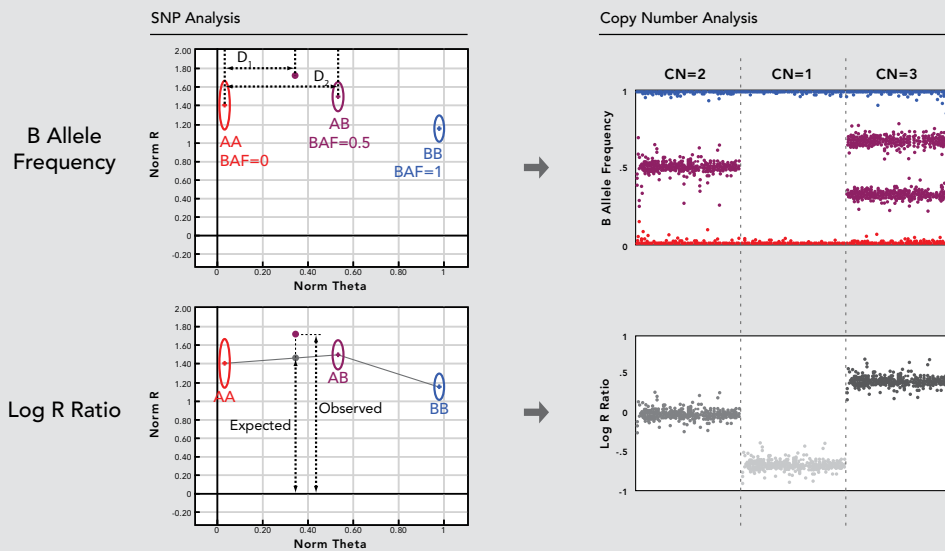 SNP Analysis
Copy Number Analysis
B Allele
Frequency
Norm R
2.00
1.80
1.60
1.40
1.20
1
0.80
0.60
0.40
0.20
0
-0.20
D1
D2
AA
BAF=0
AB
BAF=0.5
BB
BAF=1
0
0.20
0.40
0.60
0.80
1
Norm Theta
CN=2
CN=1
CN=3
B Allele Frequency
1
.5
0
Log R Ratio
Norm R
2.00
1.80
1.60
1.40
1.20
1
0.80
0.60
0.40
0.20
0
-0.20
AA
AB
BB
Expected
Observed
0
0.20
0.40
0.60
0.80
1
Norm Theta
Log R Ratio
1
.5
0
-.5
-1